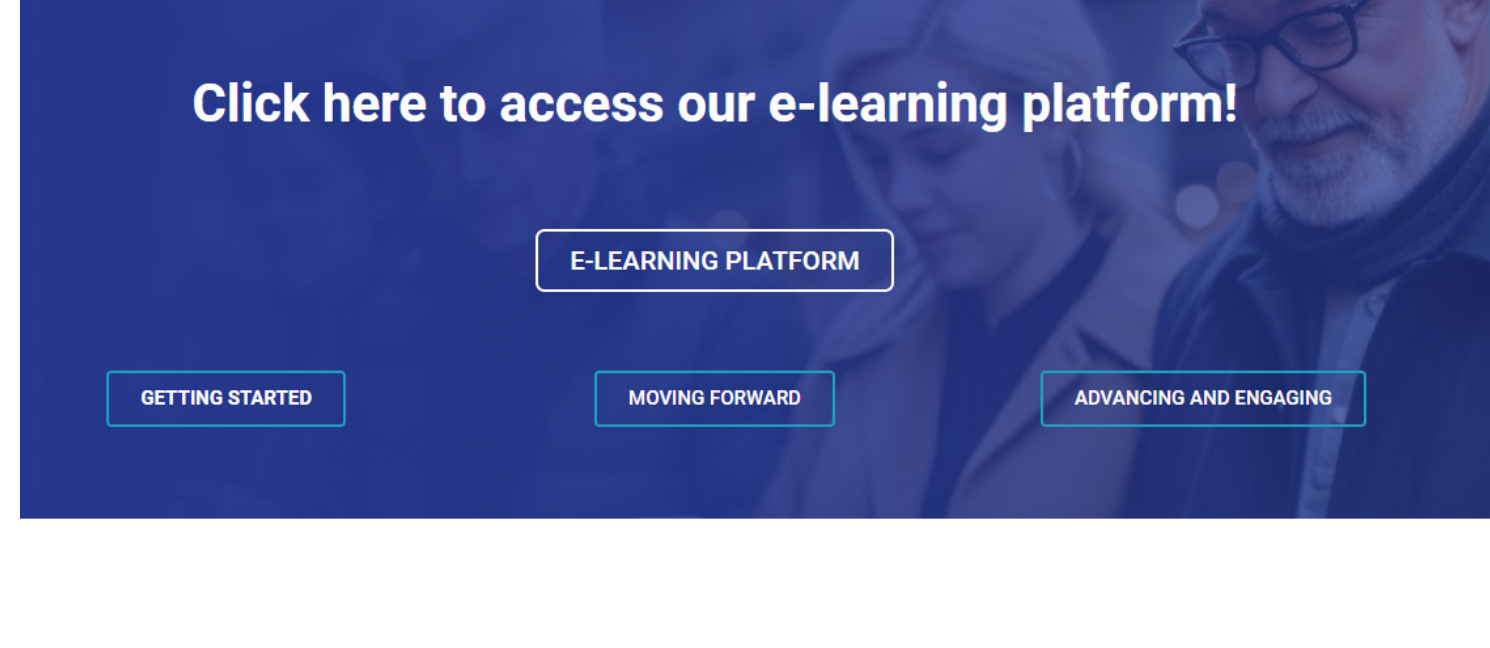 Click here to access our e-learning platform!
E-LEARNING PLATFORM
GETTING STARTED
MOVING FORWARD
ADVANCING AND ENGAGING